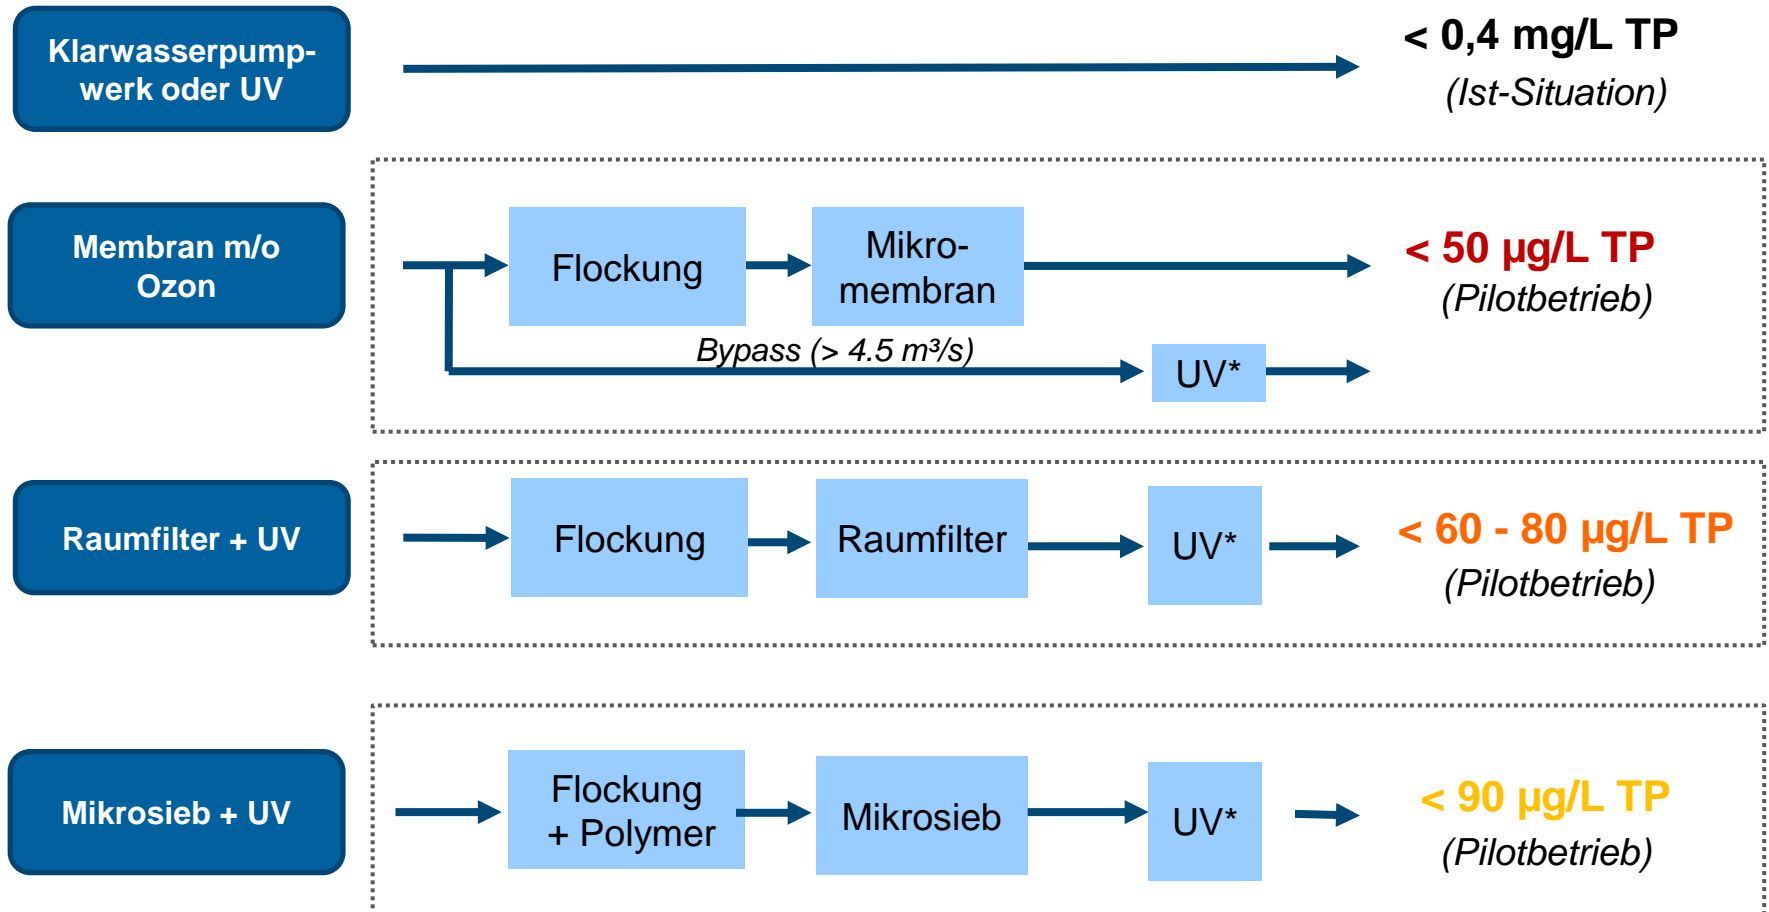 Klarwasserpump-
werk oder UV
< 0,4 mg/L TP
(Ist-Situation)
Membran m/o
Ozon
Flockung
Mikro-
membran
< 50 µg/L TP
(Pilotbetrieb)
Bypass (> 4.5 m³/s)
UV*
Raumfilter + UV
Flockung
Raumfilter
UV*
< 60 - 80 µg/L TP
(Pilotbetrieb)
Mikrosieb + UV
Flockung
+ Polymer
Mikrosieb
UV*
< 90 µg/L TP
(Pilotbetrieb)